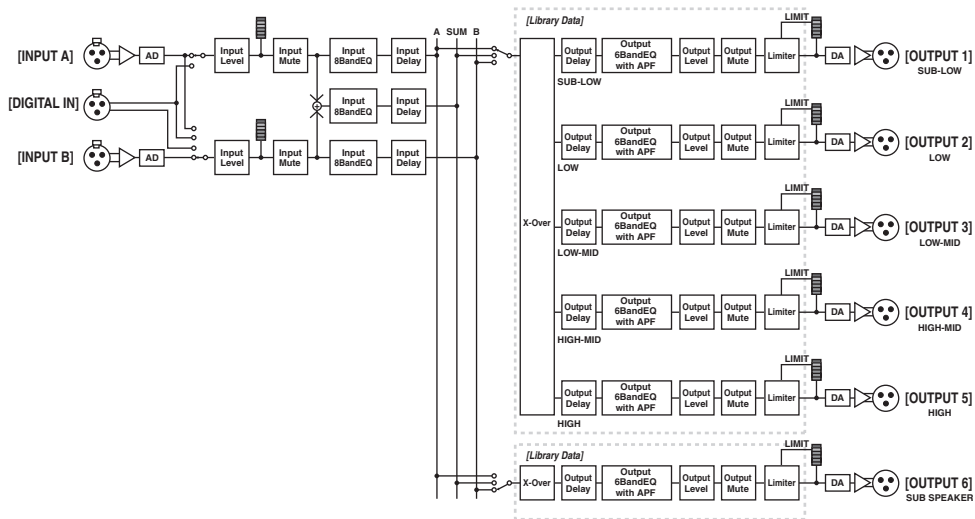 [Library Data]
A SUM B
LIMIT
[INPUT A]
AD
Input
Level
Input
Mute
Input
8BandEQ
Input
Delay
Output
Delay
Output
6BandEQ
with APF
Output
Level
Output
Mute
Limiter
DA
[OUTPUT 1]
SUB-LOW
SUB-LOW
[DIGITAL IN]
Input
8BandEQ
Input
Delay
LIMIT
[INPUT B]
AD
Input
Level
Input
Mute
Input
8BandEQ
Input
Delay
Output
Delay
Output
6BandEQ
with APF
Output
Level
Output
Mute
Limiter
DA
[OUTPUT 2]
LOW
LOW
LIMIT
X-Over
Output
Delay
Output
6BandEQ
with APF
Output
Level
Output
Mute
Limiter
DA
[OUTPUT 3]
LOW-MID
LOW-MID
LIMIT
Output
Delay
Output
6BandEQ
with APF
Output
Level
Output
Mute
Limiter
DA
[OUTPUT 4]
HIGH-MID
HIGH-MID
LIMIT
Output
Delay
Output
6BandEQ
with APF
Output
Level
Output
Mute
Limiter
DA
[OUTPUT 5]
HIGH
HIGH
[Library Data]
LIMIT
X-Over
Output
Delay
Output
6BandEQ
with APF
Output
Level
Output
Mute
Limiter
DA
[OUTPUT 6]
SUB SPEAKER